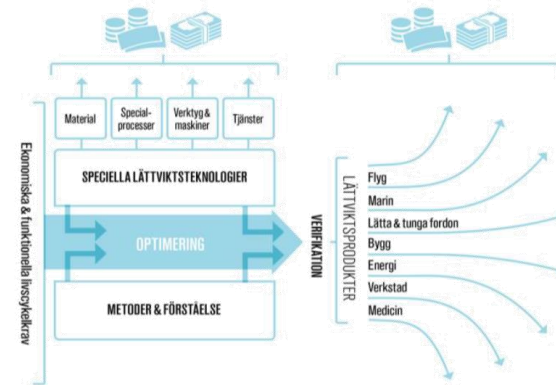 Ekonomiska & funktionella livscykelkrav
Material
Special-
processer
Verktyg &
maskiner
Tjänster
SPECIELLA LÄTTVIKTSTEKNOLOGIER
OPTIMERING
METODER & FÖRSTÅELSE
VERIFIKATION
LÄTTVIKTSPRODUKTER
Flyg
Marin
Lätta & tunga fordon
Bygg
Energi
Verkstad
Medicin